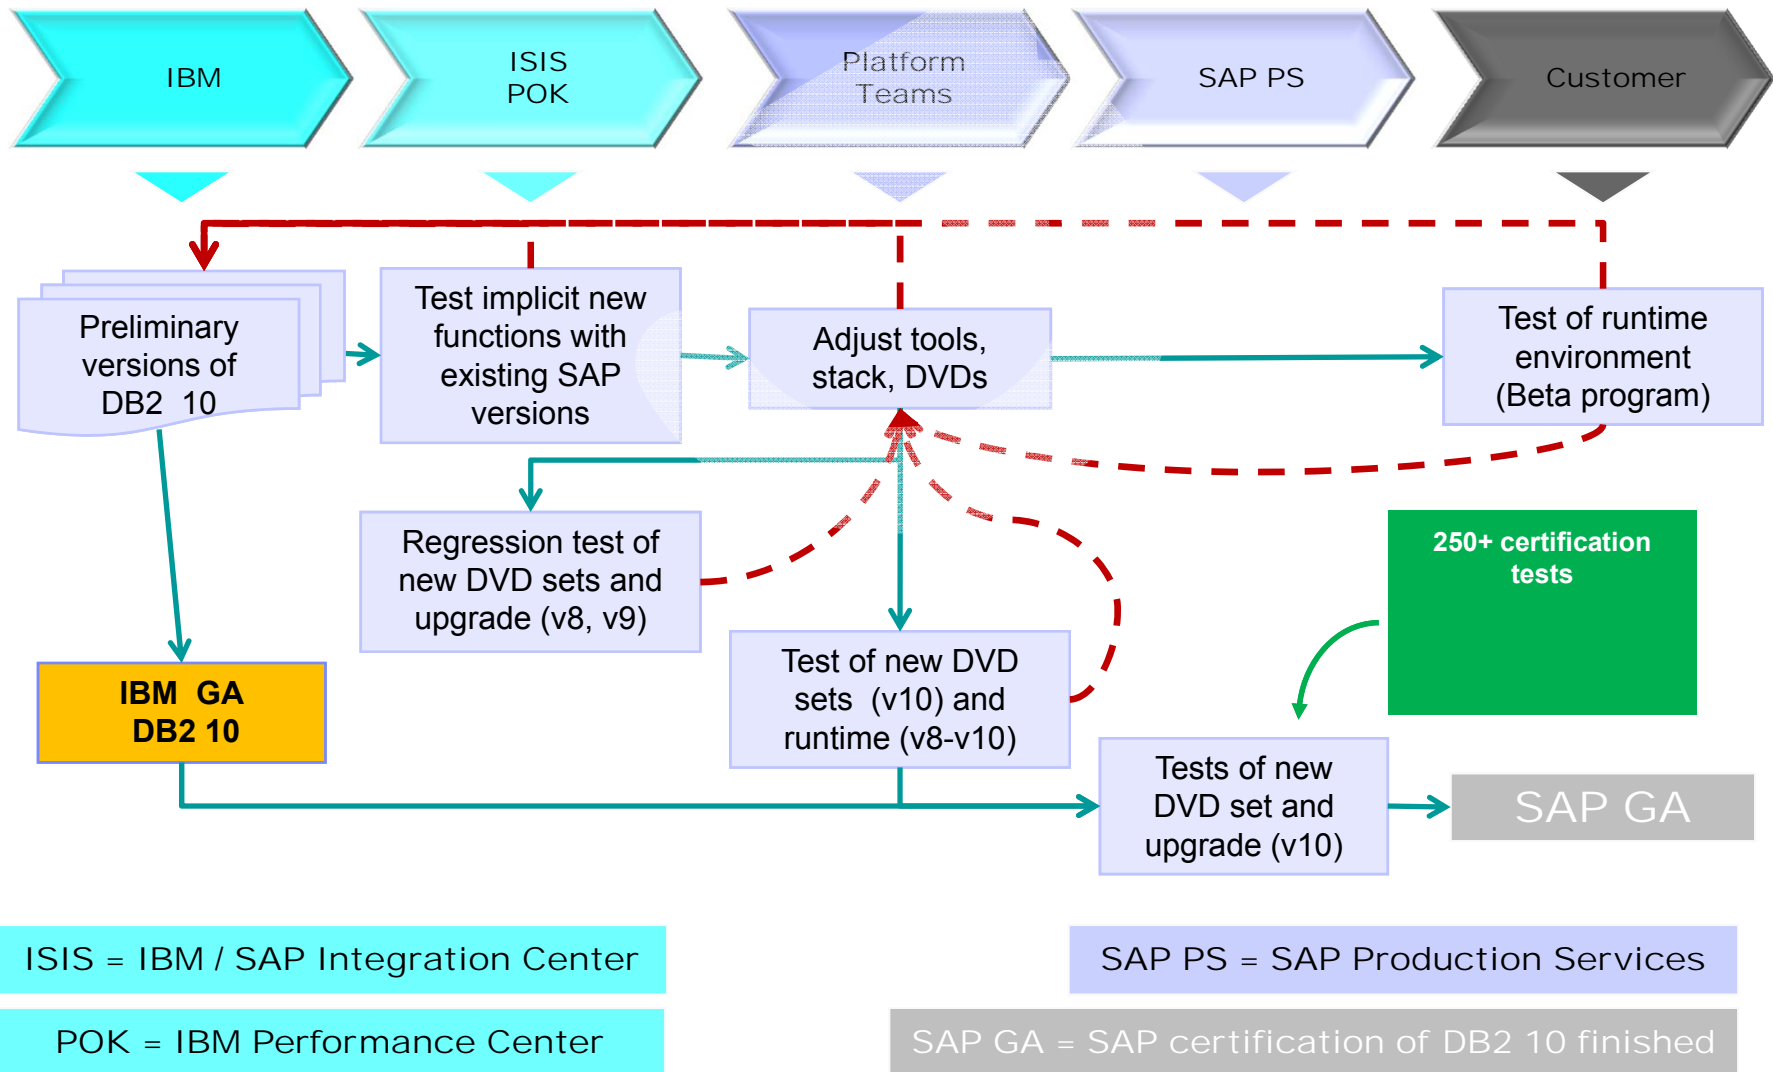 IBM
ISIS
POK
Platform
Teams
SAP PS
Customer
Preliminary
versions of
DB2 10
Test implicit new
functions with
existing SAP
versions
Adjust tools,
stack, DVDs
Test of runtime
environment
(Beta program)
Regression test of
new DVD sets and
upgrade (v8, v9)
250+ certification
tests
Test of new DVD
sets (v10) and
runtime (v8-v10)
IBM GA
DB2 10
Tests of new
DVD set and
upgrade (v10)
SAP GA
ISIS = IBM / SAP Integration Center
SAP PS = SAP Production Services
POK = IBM Performance Center
SAP GA = SAP certification of DB2 10 finished